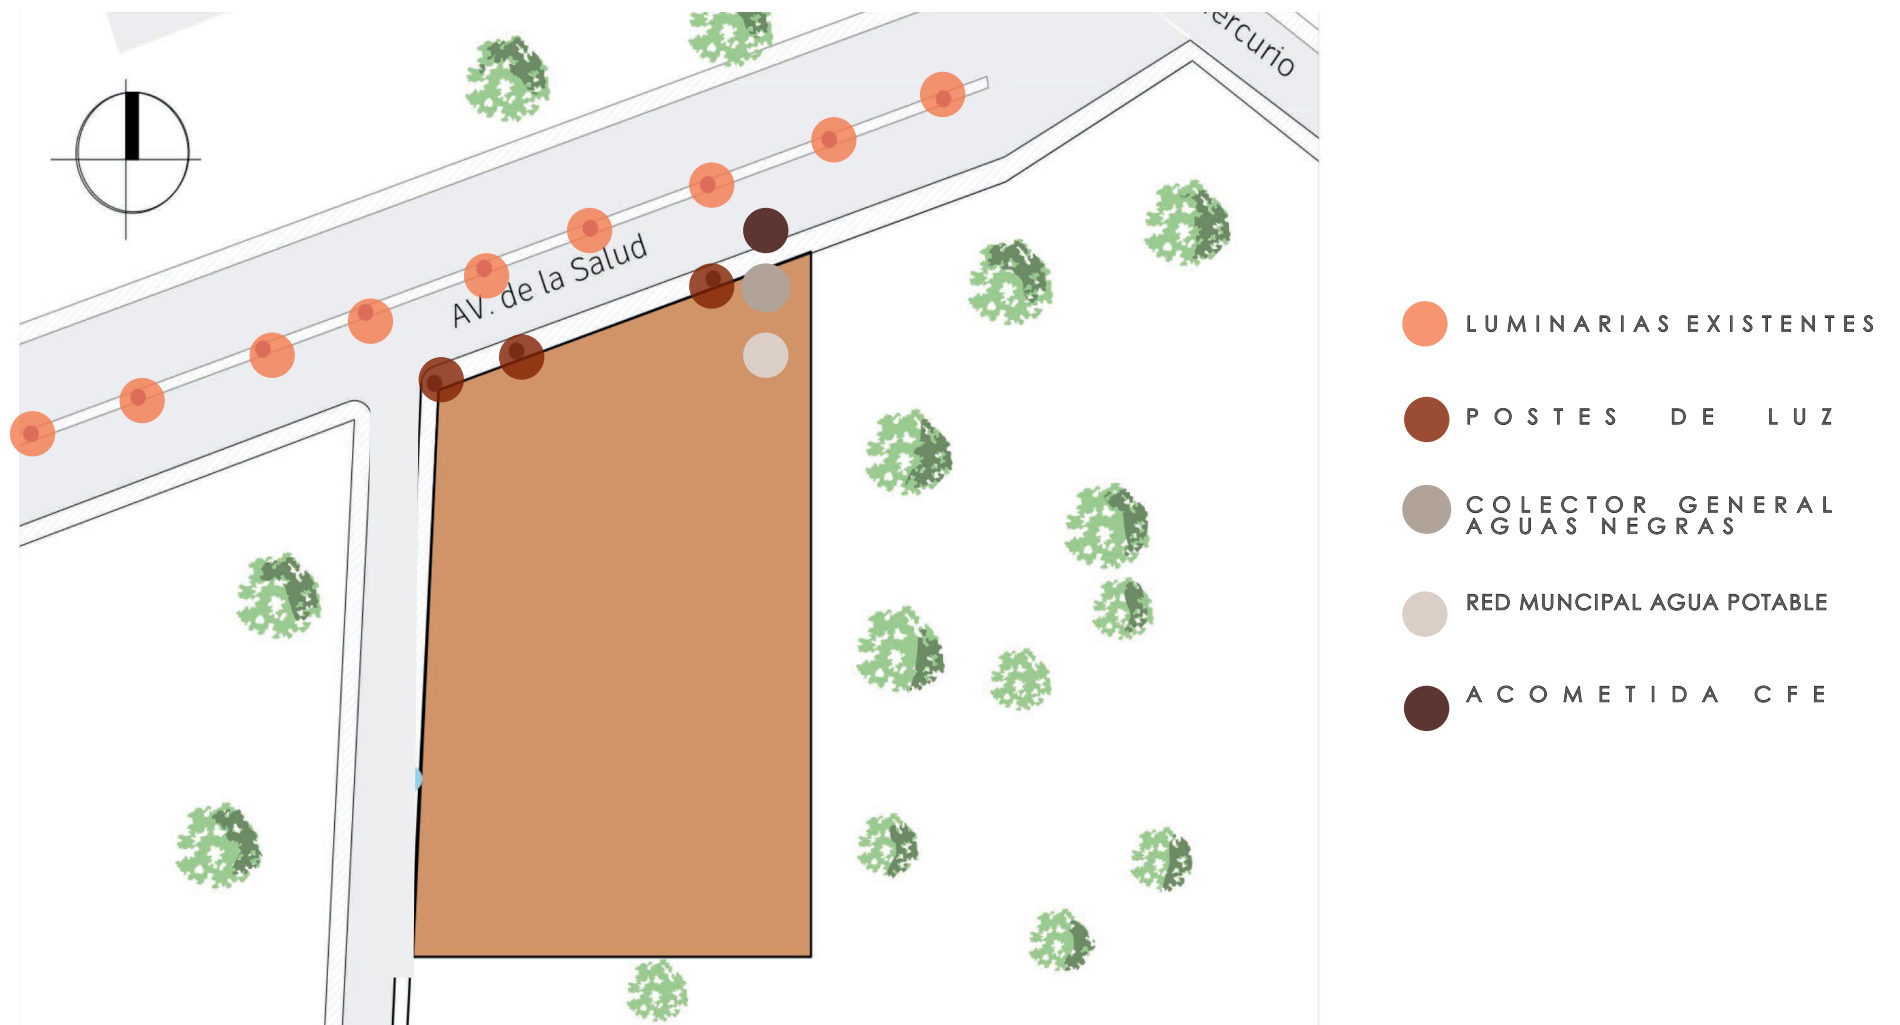 ercurio
AV. de la Salud
LUMINARIAS EXISTENTES
POSTES DE LUZ
COLECTOR GENERAL
AGUAS NEGRAS
RED MUNCIPAL AGUA POTABLE
ACOMETIDA CFE